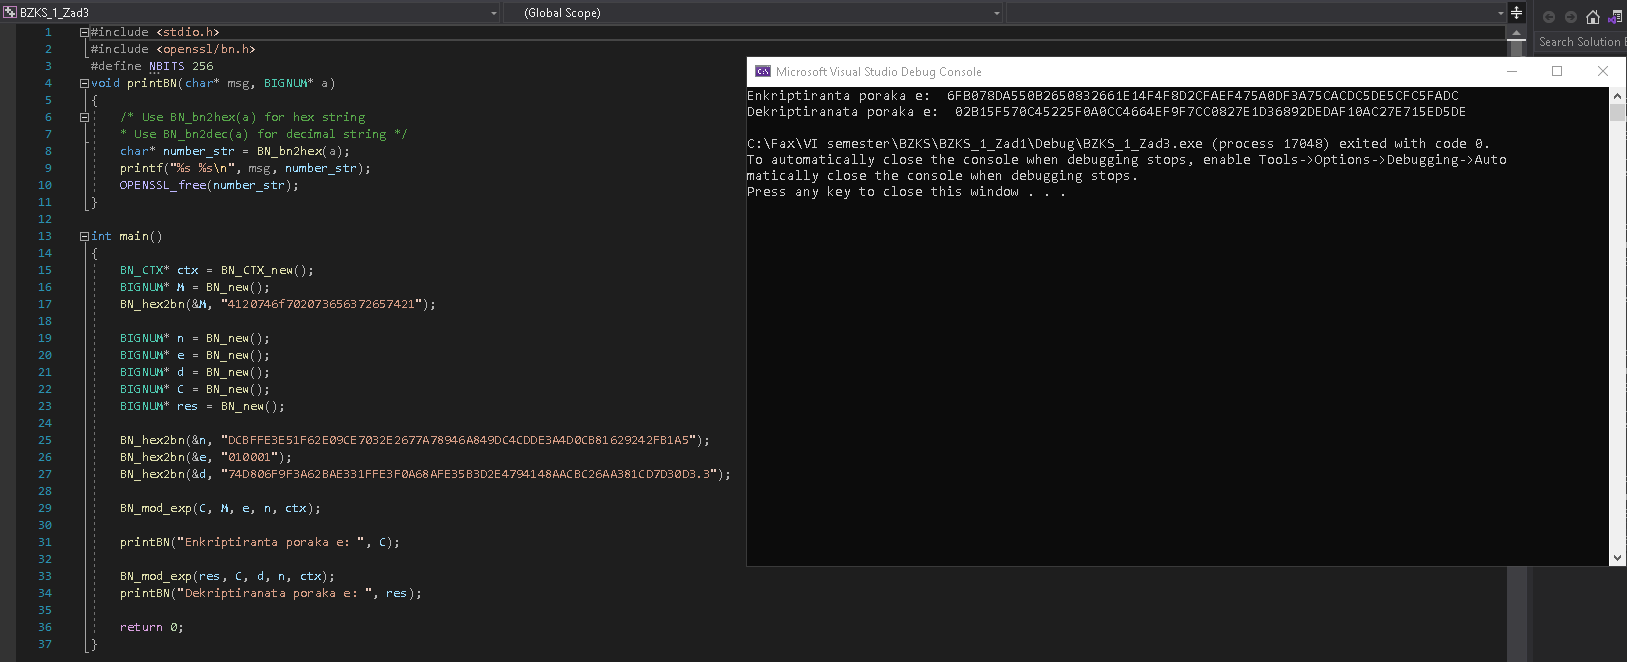 BZKS_1_Zad3
(Global Scope)
Search Solution E
1 #include <stdio.h>
2 #include <openssl/bn.h>
3 #define NBITS 256
4 void printBN(char* msg, BIGNUM* a)
5 {
6 /* Use BN_bn2hex(a) for hex string
7 * Use BN_bn2dec(a) for decimal string */
8 char* number_str = BN_bn2hex(a);
9 printf("%s %s\n", msg, number_str);
10 OPENSSL_free(number_str);
11 }
12
13 int main()
14 {
15 BN_CTX* ctx = BN_CTX_new();
16 BIGNUM* M = BN_new();
17 BN_hex2bn(&M, "4120746f702073656372657421");
18
19 BIGNUM* n = BN_new();
20 BIGNUM* e = BN_new();
21 BIGNUM* d = BN_new();
22 BIGNUM* C = BN_new();
23 BIGNUM* res = BN_new();
24
25 BN_hex2bn(&n, "DCBFFE3E51F62E09CE7032E2677A78946A849DC4CDDE3A4D0CB81629242FB1A5");
26 BN_hex2bn(&e, "010001");
27 BN_hex2bn(&d, "74D806F9F3A62BAE331FFE3F0A68AFE35B3D2E4794148AACBC26AA381CD7D30D3.3");
28
29 BN_mod_exp(C, M, e, n, ctx);
30
31 printBN("Enkriptiranta poraka e: ", C);
32
33 BN_mod_exp(res, C, d, n, ctx);
34 printBN("Dekriptiranata poraka e: ", res);
35
36 return 0;
37 }
Microsoft Visual Studio Debug Console
Enkriptiranta poraka e:  6FB078DA550B2650832661E14F4F8D2CFAEF475A0DF3A75CACDC5DE5CFC5FADC
Dekriptiranata poraka e:  02B15F570C45225F0A0CC4664EF9F7CC0827E1D36892DEDAF10AC27E715ED5DE
C:\Fax\VI semester\BZKS\BZKS_1_Zad1\Debug\BZKS_1_Zad3.exe (process 17048) exited with code 0.
To automatically close the console when debugging stops, enable Tools->Options->Debugging->Auto
matically close the console when debugging stops.
Press any key to close this window . . .